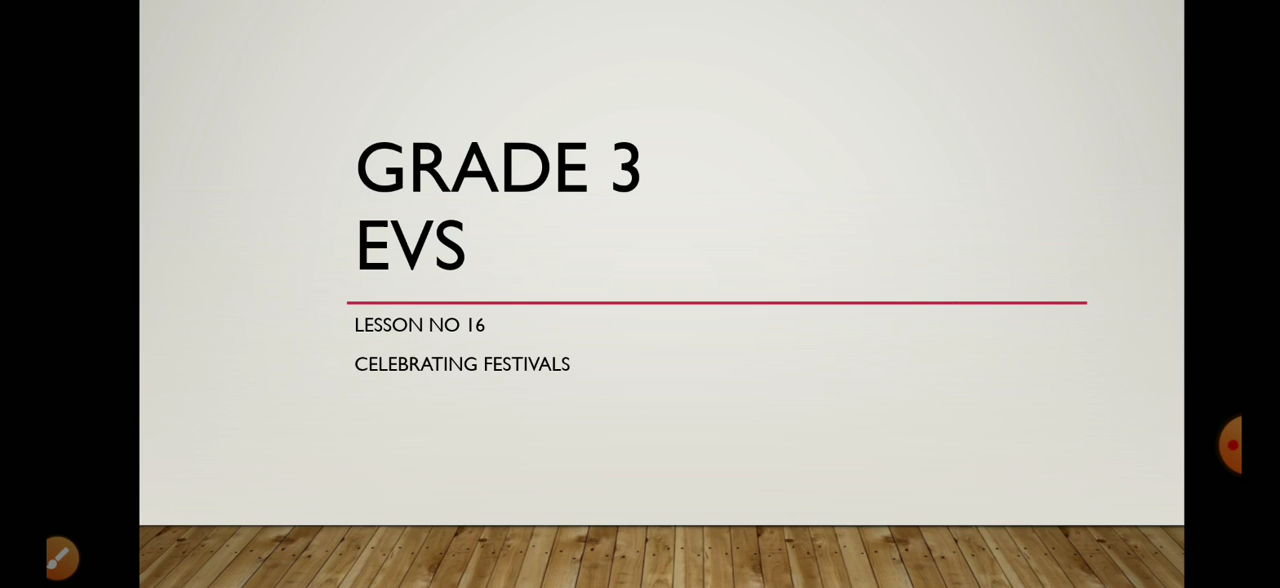 GRADE 3
EVS
LESSON NO 16
CELEBRATING FESTIVALS